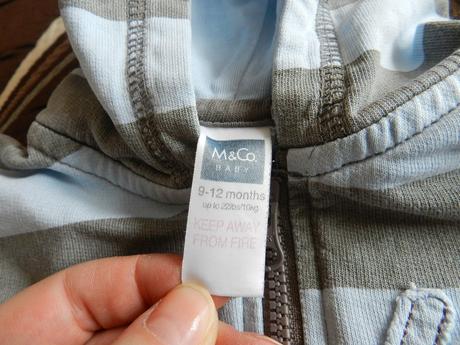 M&Co.
BABY
9-12 months
up to 22lbs/10kg
KEEP AWAY
FROM FIRE